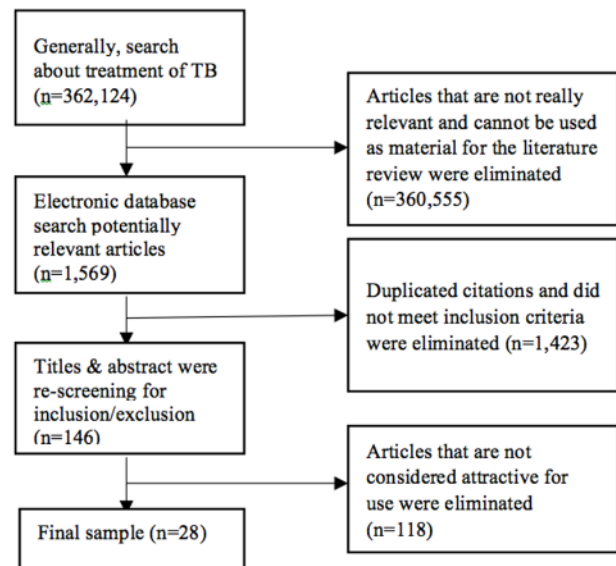 Generally, search
about treatment of TB
(n=362,124)
Articles that are not really
relevant and cannot be used
as material for the literature
review were eliminated
(n=360,555)
Electronic database
search potentially
relevant articles
(n=1,569)
Duplicated citations and did
not meet inclusion criteria
were eliminated (n=1,423)
Titles & abstract were
re-screening for
inclusion/exclusion
(n=146)
Articles that are not
considered attractive for
use were eliminated
(n=118)
Final sample (n=28)